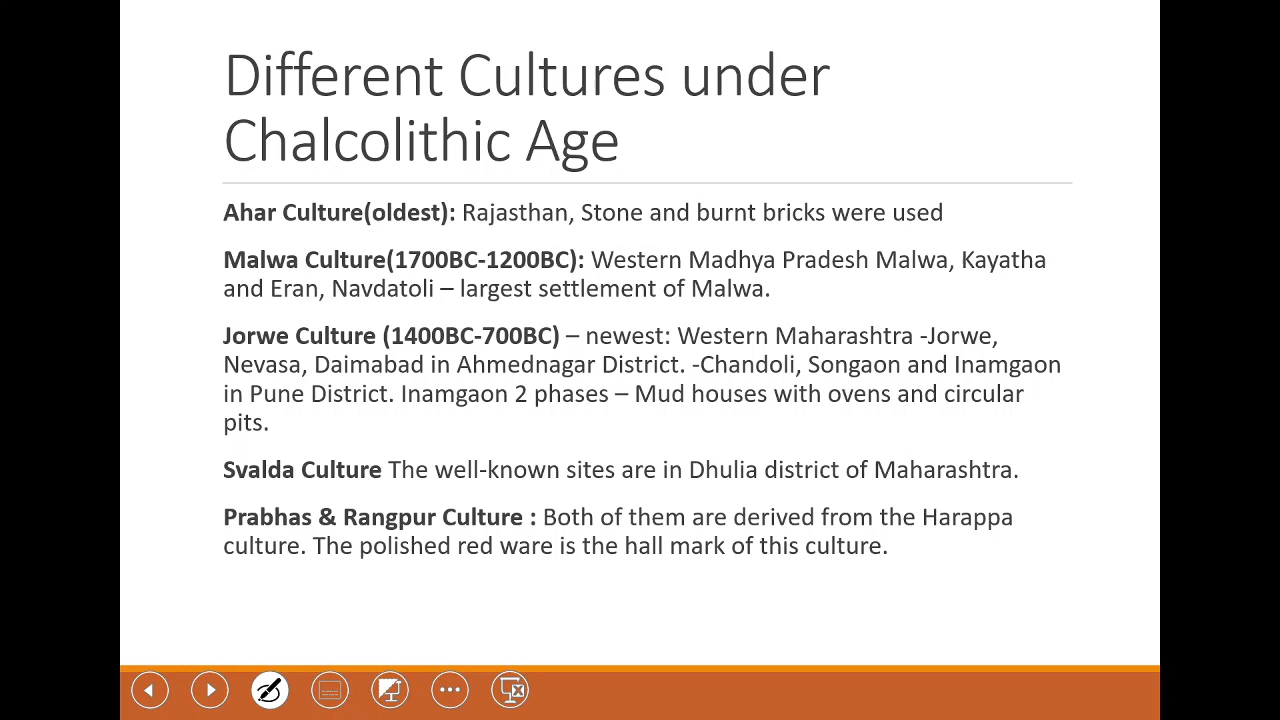 Different Cultures under
Chalcolithic Age
Ahar Culture(oldest): Rajasthan, Stone and burnt bricks were used
Malwa Culture(1700BC-1200BC): Western Madhya Pradesh Malwa, Kayatha
and Eran, Navdatoli – largest settlement of Malwa.
Jorwe Culture (1400BC-700BC) – newest: Western Maharashtra -Jorwe,
Nevasa, Daimabad in Ahmednagar District. -Chandoli, Songaon and Inamgaon
in Pune District. Inamgaon 2 phases – Mud houses with ovens and circular
pits.
Svalda Culture The well-known sites are in Dhulia district of Maharashtra.
Prabhas & Rangpur Culture : Both of them are derived from the Harappa
culture. The polished red ware is the hall mark of this culture.